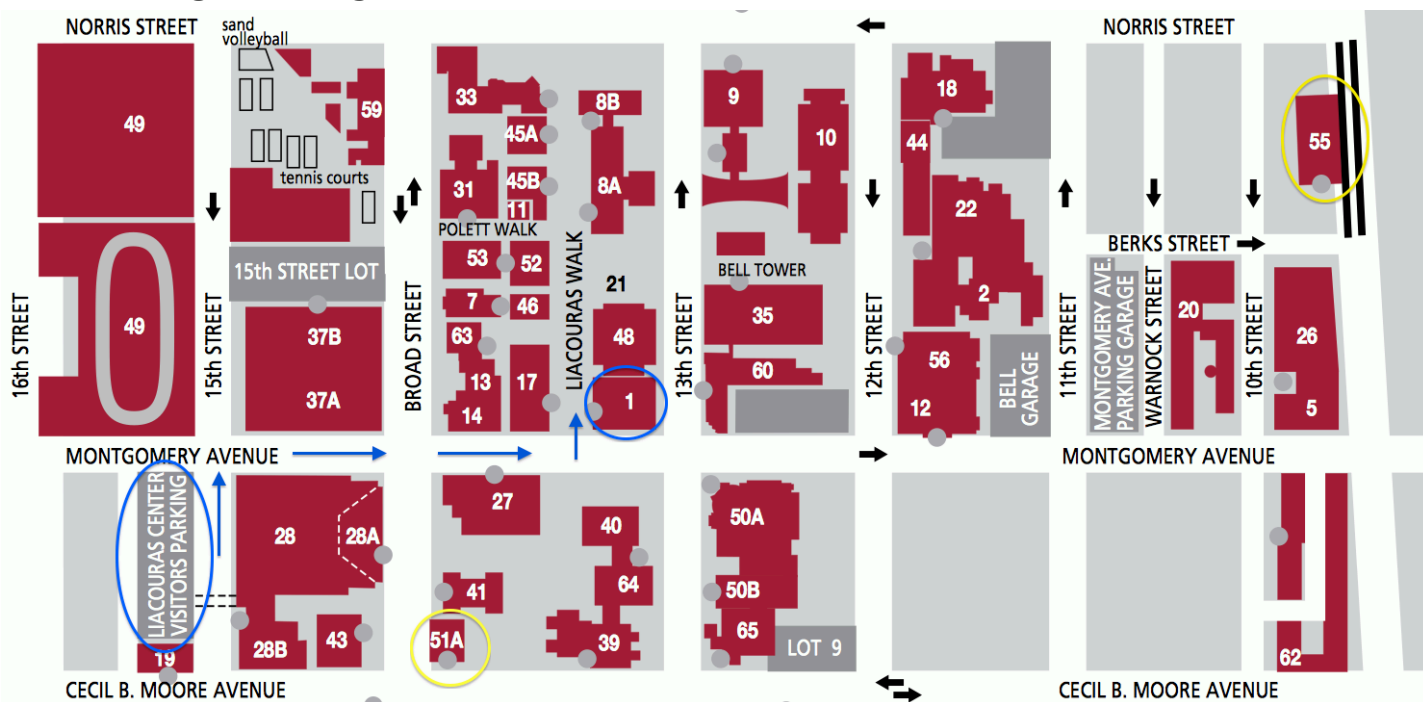 NORRIS STREET
sand
volleyball
NORRIS STREET
49
59
33
45A
8B
9
10
18
44
55
31
45B
11
8A
22
tennis courts
POLETT WALK
BERKS STREET
15th STREET LOT
53
52
21
BELL TOWER
2
20
26
49
37B
7
46
48
35
63
13
17
60
56
37A
14
1
12
5
16th STREET
15th STREET
BROAD STREET
LIACOURAS WALK
13th STREET
12th STREET
BELL
GARAGE
11th STREET
MONTGOMERY AVE.
PARKING GARAGE
WARNOCK STREET
10th STREET
MONTGOMERY AVENUE
MONTGOMERY AVENUE
LIACOURAS CENTER
VISITORS PARKING
28
28A
27
40
50A
41
64
50B
19
28B
43
51A
39
65
LOT 9
62
CECIL B. MOORE AVENUE
CECIL B. MOORE AVENUE